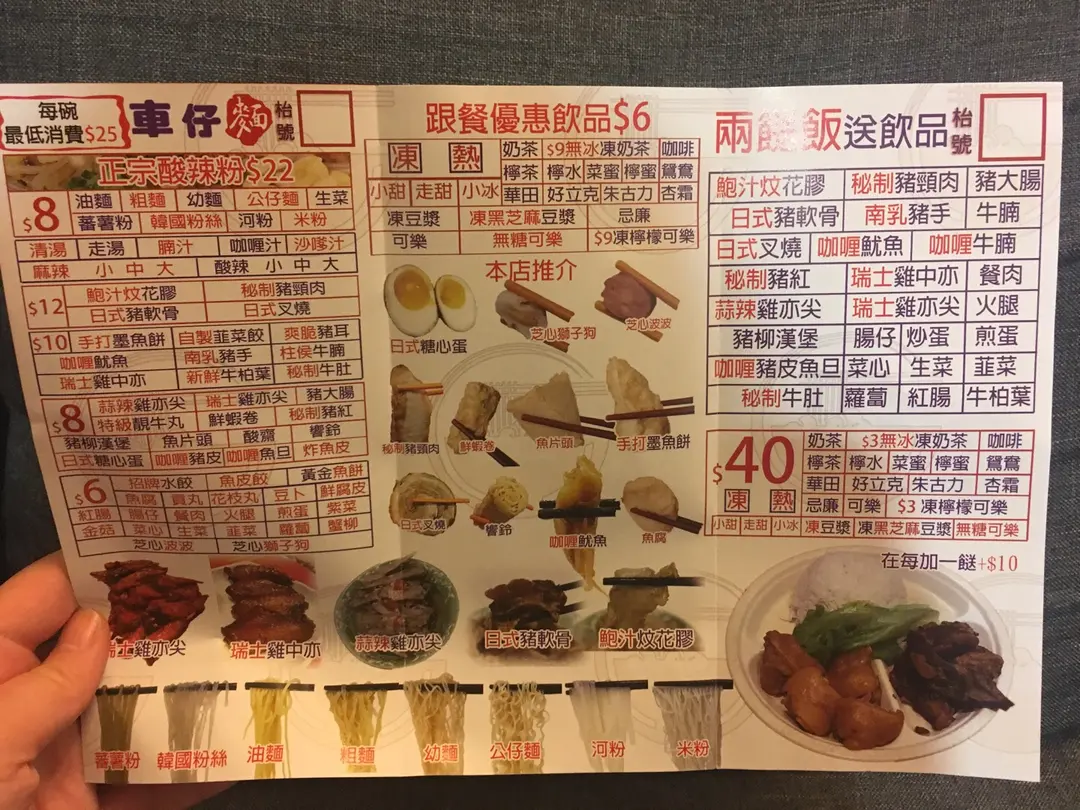 每碗
最低消費$25
車仔麵
枱號
正宗酸辣粉$22
$8
油麵 粗麵 幼麵 公仔麵 生菜
蕃薯粉 韓國粉絲 河粉 米粉
清湯 走湯 腩汁 咖喱汁 沙嗲汁
麻辣 小 中 大 酸辣 小 中 大
$12
鮑汁炆花膠 秘制豬頸肉
日式豬軟骨 日式叉燒
$10
手打墨魚餅 自製韮菜餃 爽脆豬耳
咖喱魷魚 南乳豬手 柱侯牛腩
瑞士雞中亦 新鮮牛柏葉 秘制牛肚
$8
蒜辣雞亦尖 瑞士雞亦尖 豬大腸
特級靚牛丸 鮮蝦卷 秘制豬紅
豬柳漢堡 魚片頭 酸齋 響鈴
日式糖心蛋 咖喱豬皮 咖喱魚旦 炸魚皮
$6
招牌水餃 魚皮餃 黃金魚餅
魚腐 貢丸 花枝丸 豆卜 鮮腐皮
紅腸 腸仔 餐肉 火腿 煎蛋 紫菜
金菇 菜心 生菜 韮菜 蘿蔔 蟹柳
芝心波波 芝心獅子狗
跟餐優惠飲品$6
凍 熱
奶茶 $9無冰凍奶茶 咖啡
檸茶 檸水 菜蜜 檸蜜 鴛鴦
小甜 走甜 小冰 華田 好立克 朱古力 杏霜
凍豆漿 凍黑芝麻豆漿 忌廉
可樂 無糖可樂 $9凍檸檬可樂
本店推介
日式糖心蛋
芝心獅子狗
芝心波波
秘制豬頸肉
鮮蝦卷
魚片頭
手打墨魚餅
日式叉燒
響鈴
咖喱魷魚
魚腐
兩餸飯送飲品
枱號
鮑汁炆花膠 秘制豬頸肉 豬大腸
日式豬軟骨 南乳豬手 牛腩
日式叉燒 咖喱魷魚 咖喱牛腩
秘制豬紅 瑞士雞中亦 餐肉
蒜辣雞亦尖 瑞士雞亦尖 火腿
豬柳漢堡 腸仔 炒蛋 煎蛋
咖喱豬皮魚旦 菜心 生菜 韮菜
秘制牛肚 蘿蔔 紅腸 牛柏葉
$40
凍 熱
奶茶 $3無冰凍奶茶 咖啡
檸茶 檸水 菜蜜 檸蜜 鴛鴦
華田 好立克 朱古力 杏霜
忌廉 可樂 $3凍檸檬可樂
小甜 走甜 小冰 凍豆漿 凍黑芝麻豆漿 無糖可樂
在每加一餸+$10
瑞士雞亦尖
瑞士雞中亦
蒜辣雞亦尖
日式豬軟骨
鮑汁炆花膠
蕃薯粉 韓國粉絲 油麵 粗麵 幼麵 公仔麵 河粉 米粉